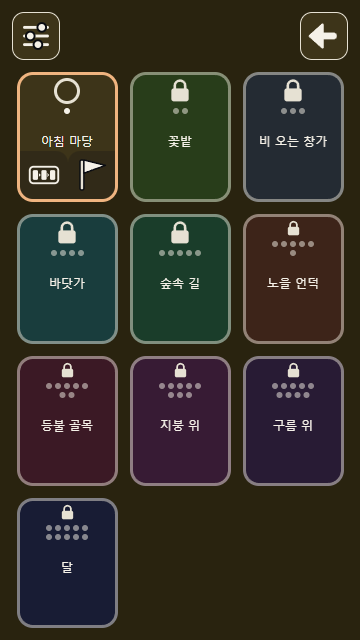 아침 마당
꽃밭
비 오는 창가
바닷가
숲속 길
노을 언덕
등불 골목
지붕 위
구름 위
달